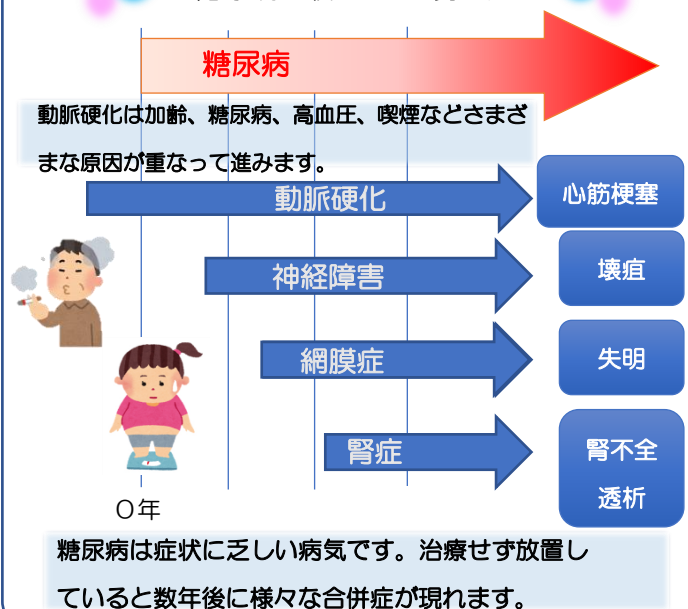 糖尿病
動脈硬化は加齢、糖尿病、高血圧、喫煙などさまざ
まな原因が重なって進みます。
動脈硬化
心筋梗塞
神経障害
壊疽
網膜症
失明
腎症
腎不全
透析
０年
糖尿病は症状に乏しい病気です。治療せず放置し
ていると数年後に様々な合併症が現れます。